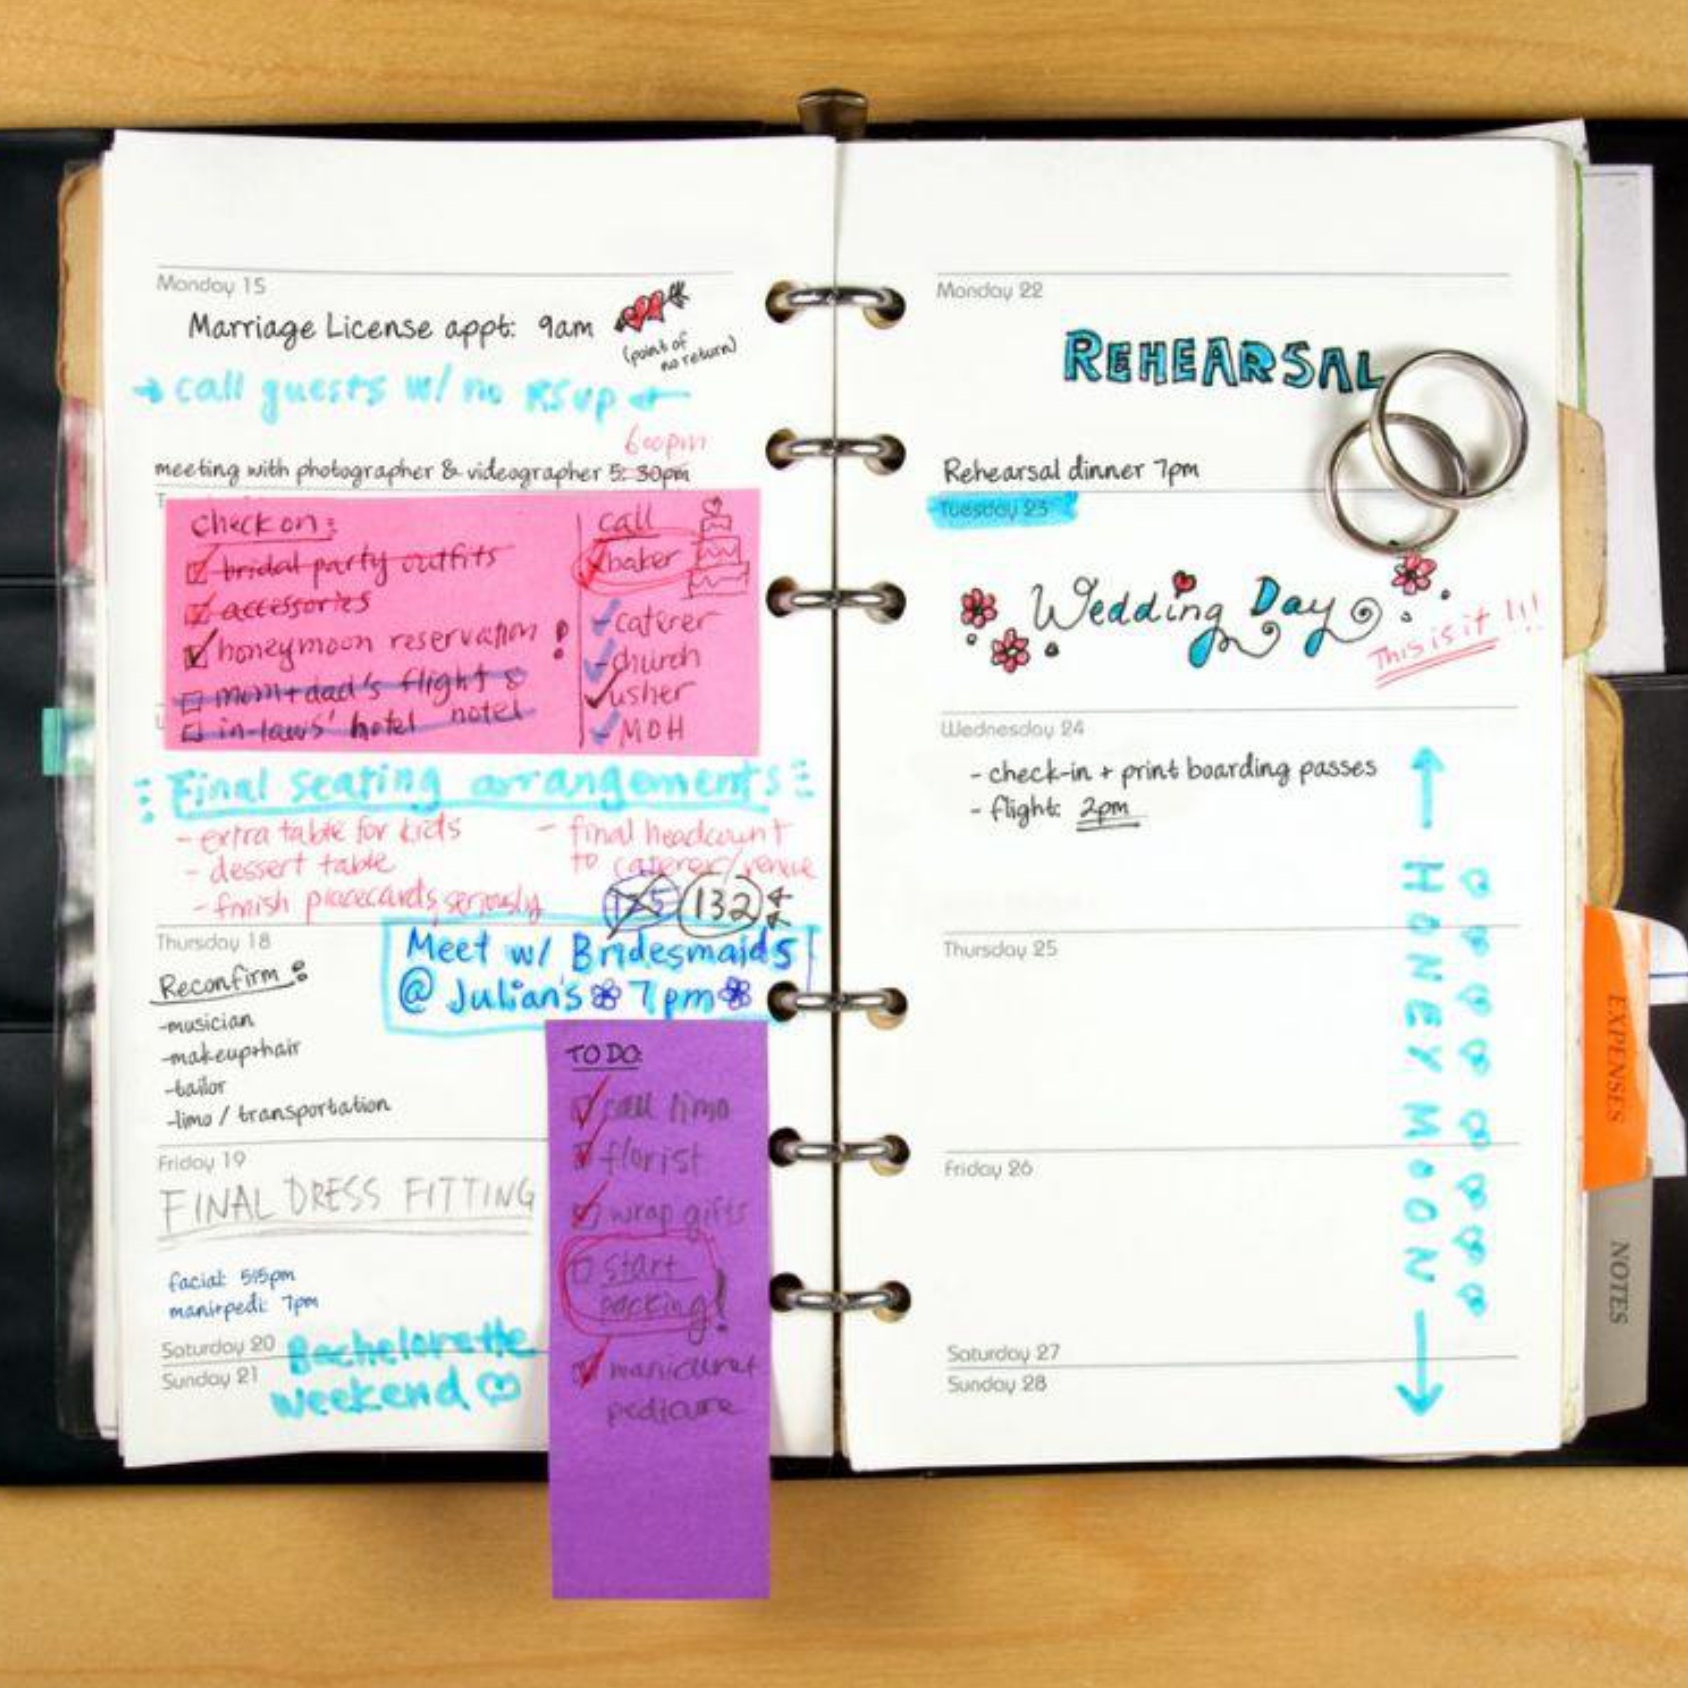 Monday 15
Marriage License appt: 9am
(point of
no return)
call guests w/ no RSVP
6:00pm
meeting with photographer & videographer 5:30pm
check on:
bridal party outfits
accessories
honeymoon reservation!
mom+dad's flights
in-laws' hotel
call
baker
-caterer
-church
usher
- MOH
Final seating arrangements
- extra table for kids
- dessert table
- finish placecards, seriously
- final headcount
to caterer/venue
132
Thursday 18
Reconfirm:
-musician
-makeup+hair
-tailor
-limo / transportation
Meet w/ Bridesmaids
@ Julian's 7pm
Friday 19
FINAL DRESS FITTING
facial: 515pm
mani+pedi: 7pm
Saturday 20
Sunday 21
Bachelorette
weekend
TO DO:
call limo
florist
wrap gifts
start
packing!
manicure+
pedicure
Monday 22
REHEARSAL
Rehearsal dinner 7pm
Tuesday 23
Wedding Day
This is it!!!
Wednesday 24
- check-in + print boarding passes
- flight: 2pm
Thursday 25
Friday 26
Saturday 27
Sunday 28
HONEYMOON
EXPENSES
NOTES